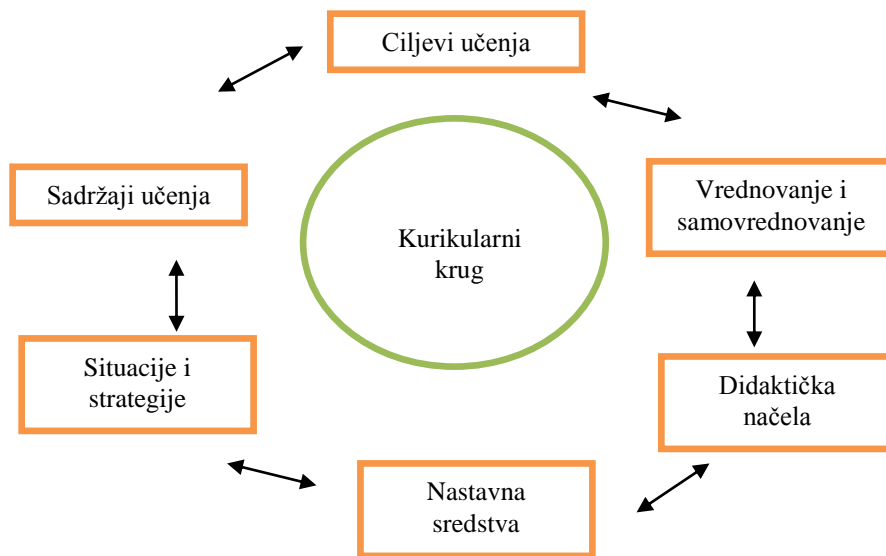 Ciljevi učenja
Sadržaji učenja
Vrednovanje i
samovrednovanje
Kurikularni
krug
Situacije i
strategije
Didaktička
načela
Nastavna
sredstva